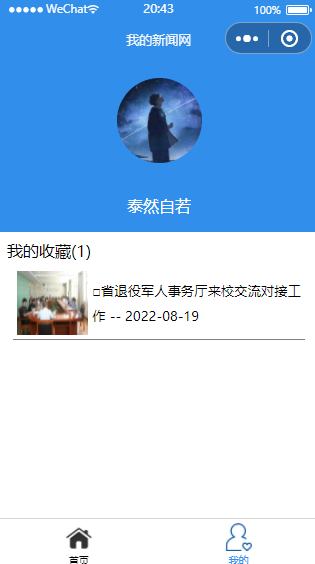 WeChat 20:43 100%
我的新闻网
泰然自若
我的收藏(1)
□省退役军人事务厅来校交流对接工
作 -- 2022-08-19
首页 我的